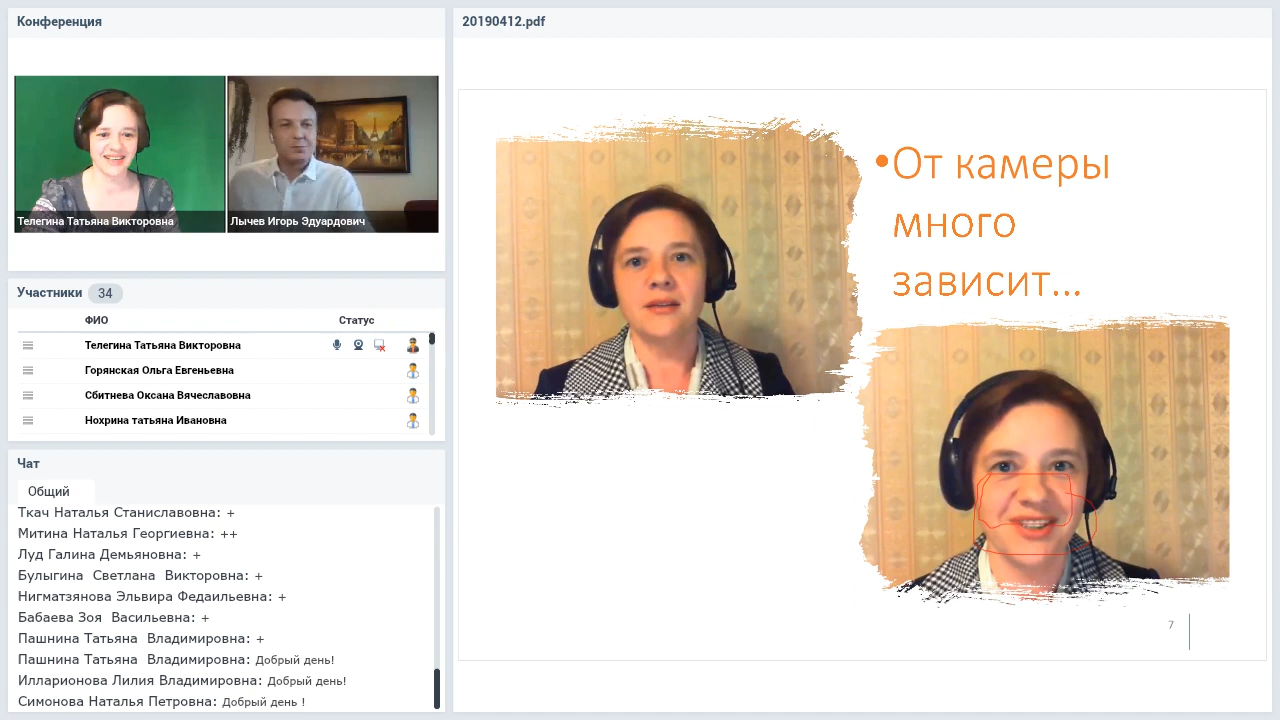 Конференция
Телегина Татьяна Викторовна
Лычев Игорь Эдуардович
Участники 34
ФИО Статус
Телегина Татьяна Викторовна
Горянская Ольга Евгеньевна
Сбитнева Оксана Вячеславовна
Нохрина татьяна Ивановна
Чат
Общий
Ткач Наталья Станиславовна: +
Митина Наталья Георгиевна: ++
Луд Галина Демьяновна: +
Булыгина  Светлана  Викторовна: +
Нигматзянова Эльвира Федаильевна: +
Бабаева Зоя  Васильевна: +
Пашнина Татьяна  Владимировна: +
Пашнина Татьяна  Владимировна: Добрый день!
Илларионова Лилия Владимировна: Добрый день!
Симонова Наталья Петровна: Добрый день !
20190412.pdf
•От камеры
много
зависит...
7